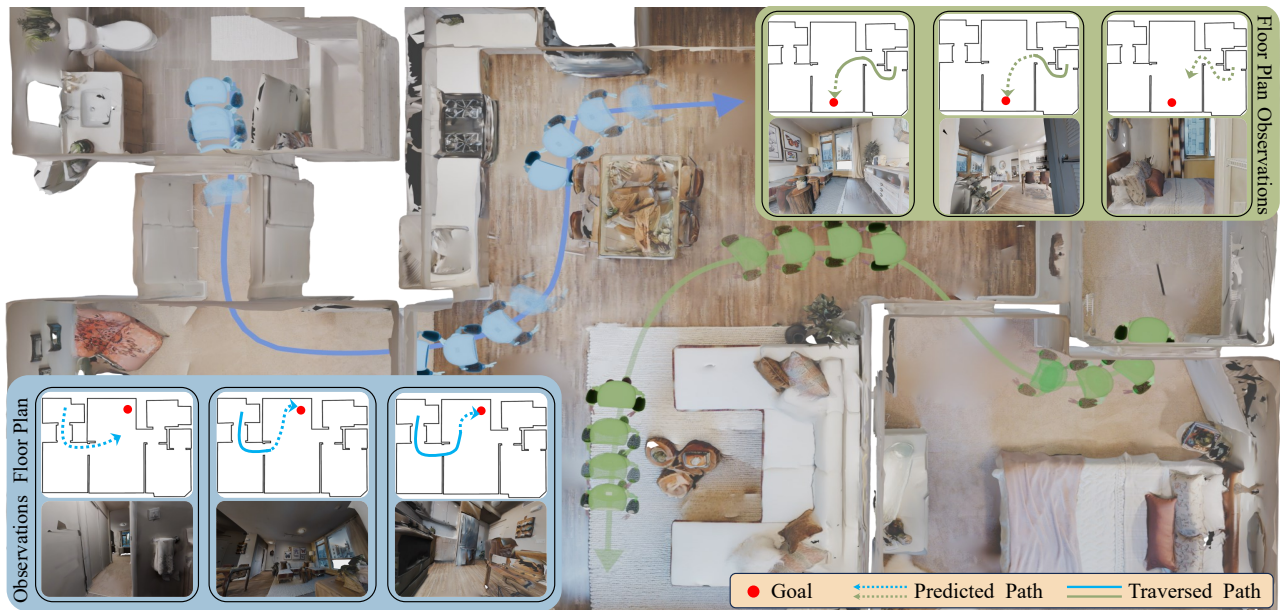 Floor Plan Observations
Observations Floor Plan
Goal
Predicted Path
Traversed Path